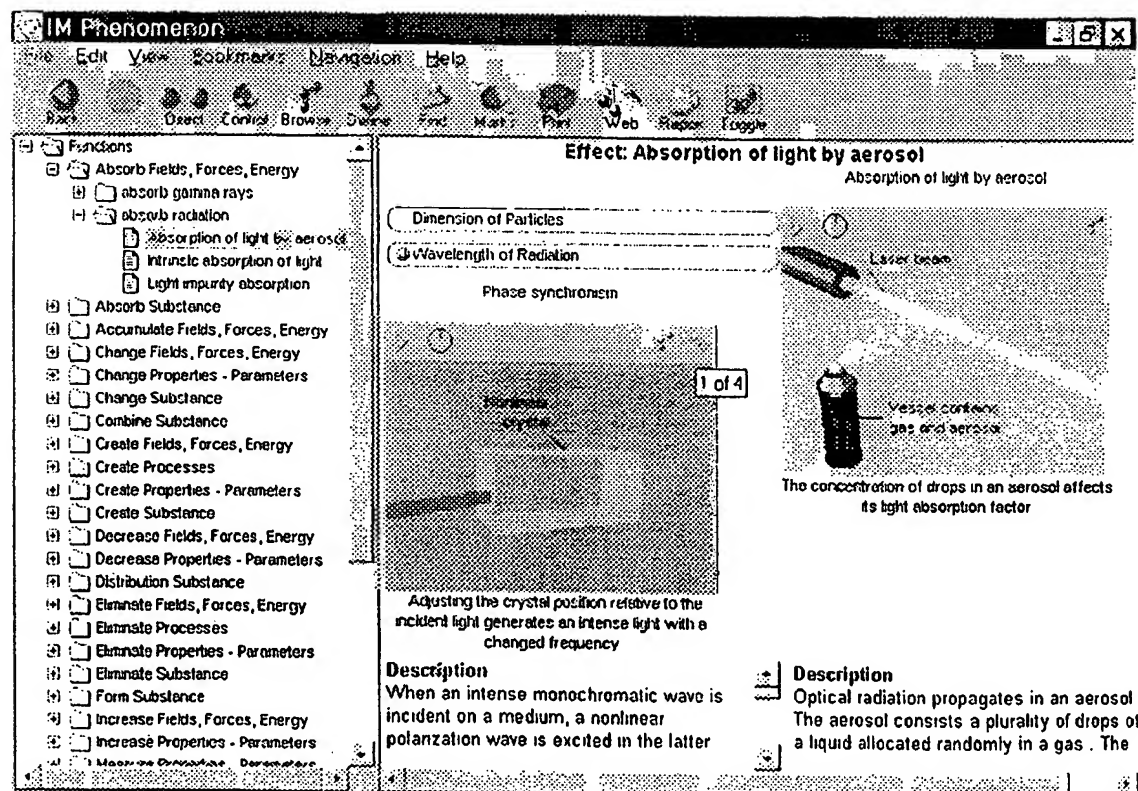 IM Phenomenon
File Edit View Bookmarks Navigation Help
Back Direct Control Browse Define Find Marks Print Web Report Toggle
Functions
Absorb Fields, Forces, Energy
absorb gamma rays
absorb radiation
Absorption of light by aerosol
Intrinsic absorption of light
Light impurity absorption
Absorb Substance
Accumulate Fields, Forces, Energy
Change Fields, Forces, Energy
Change Properties - Parameters
Change Substance
Combine Substance
Create Fields, Forces, Energy
Create Processes
Create Properties - Parameters
Create Substance
Decrease Fields, Forces, Energy
Decrease Properties - Parameters
Distribution Substance
Eliminate Fields, Forces, Energy
Eliminate Processes
Eliminate Properties - Parameters
Eliminate Substance
Form Substance
Increase Fields, Forces, Energy
Increase Properties - Parameters
Measure Properties - Parameters
Effect: Absorption of light by aerosol
Absorption of light by aerosol
Dimension of Particles
Wavelength of Radiation
Phase synchronism
Nonlinear
crystal
1 of 4
Adjusting the crystal position relative to the
incident light generates an intense light with a
changed frequency
Description
When an intense monochromatic wave is
incident on a medium, a nonlinear
polarization wave is excited in the latter
Laser beam
Vessel containing
gas and aerosol
The concentration of drops in an aerosol affects
its light absorption factor
Description
Optical radiation propagates in an aerosol
The aerosol consists a plurality of drops of
a liquid allocated randomly in a gas . The